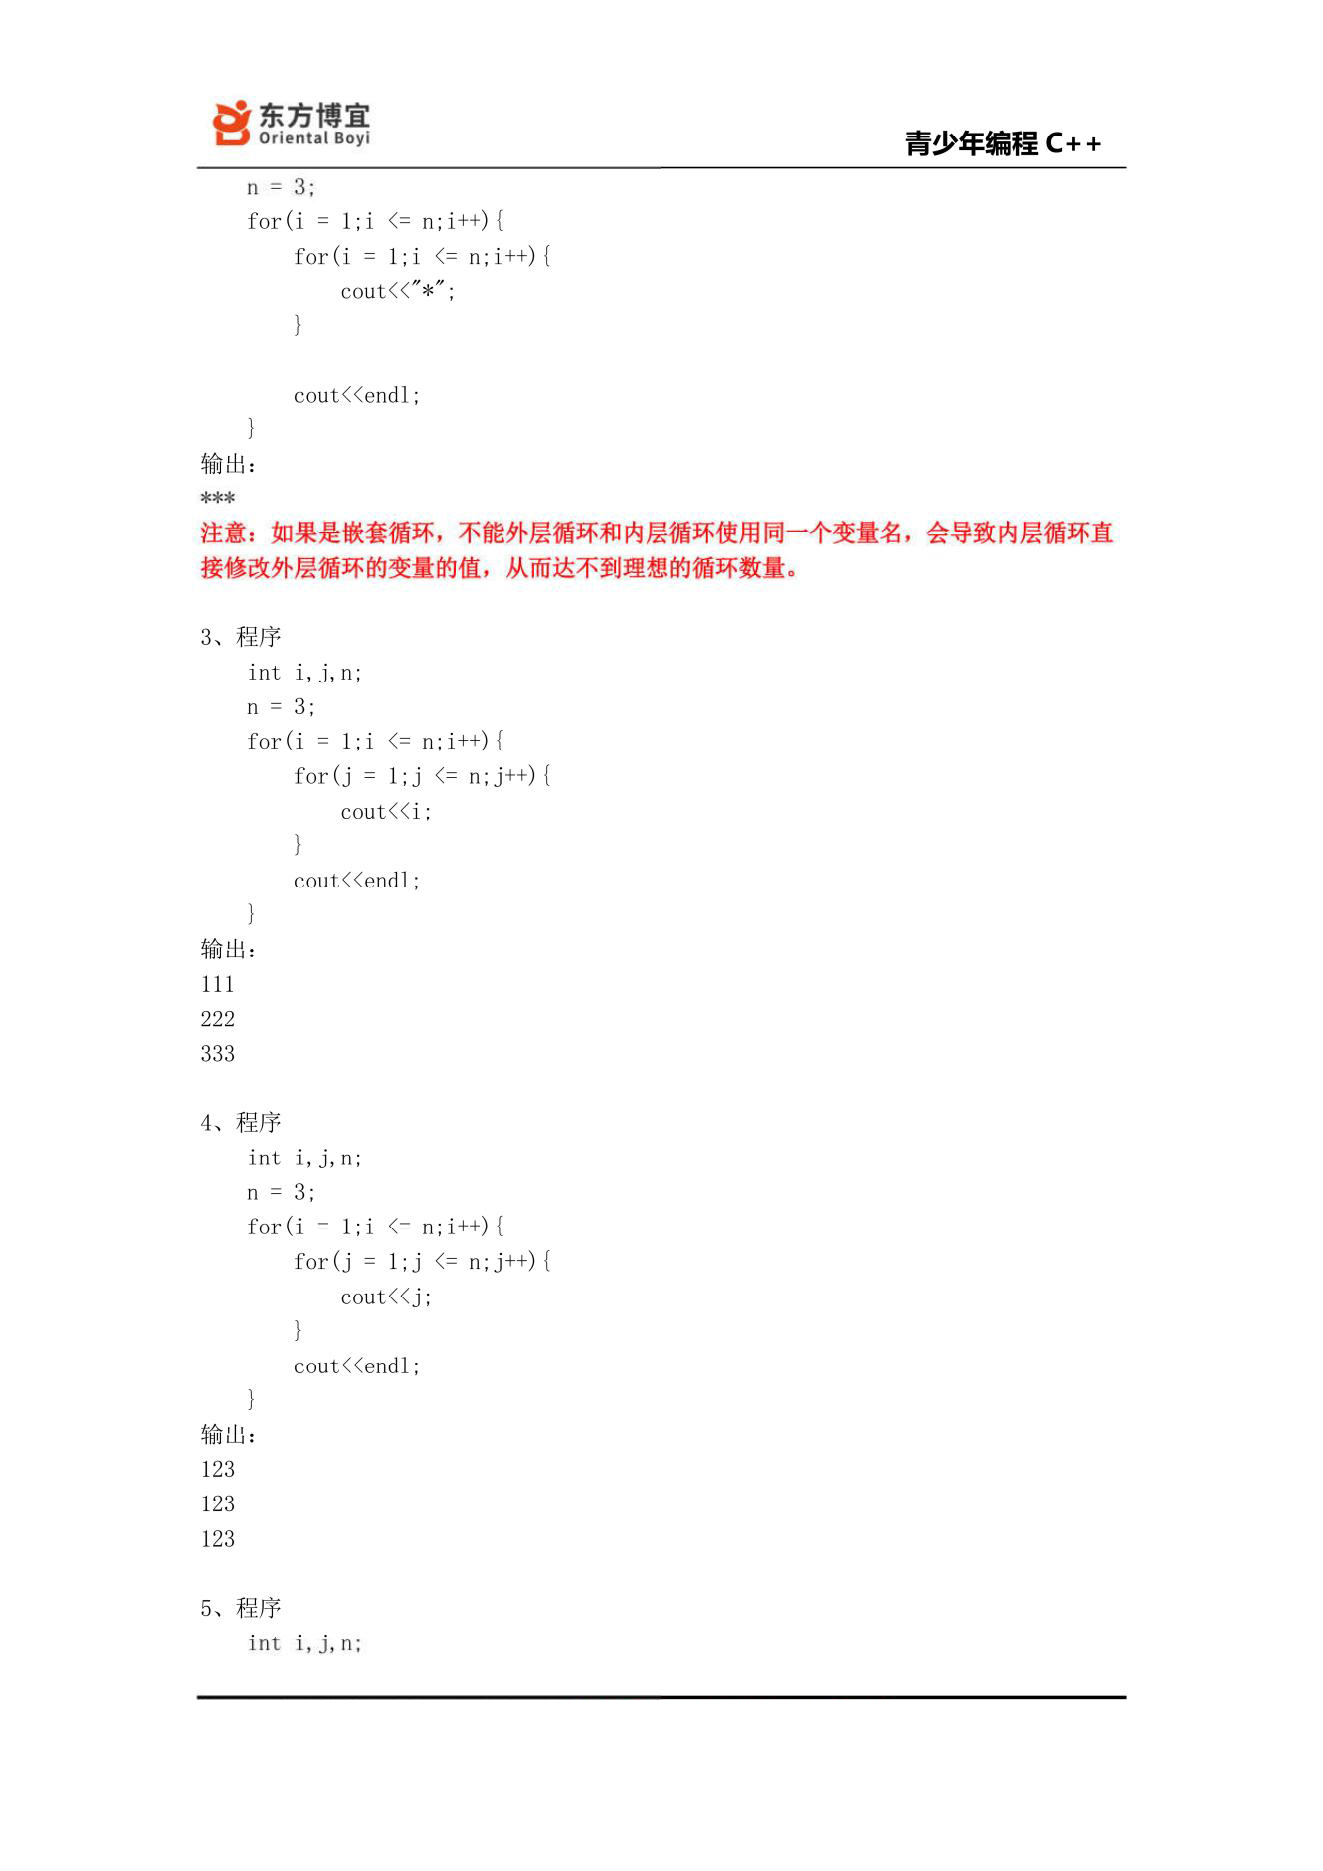 东方博宜
Oriental Boyi
青少年编程 C++
n = 3;
for(i = 1;i <= n;i++){
for(i = 1;i <= n;i++){
cout<<"*";
}
cout<<endl;
}
输出：
***
注意：如果是嵌套循环，不能外层循环和内层循环使用同一个变量名，会导致内层循环直
接修改外层循环的变量的值，从而达不到理想的循环数量。
3、程序
int i,j,n;
n = 3;
for(i = 1;i <= n;i++){
for(j = 1;j <= n;j++){
cout<<i;
}
cout<<endl;
}
输出：
111
222
333
4、程序
int i,j,n;
n = 3;
for(i = 1;i <= n;i++){
for(j = 1;j <= n;j++){
cout<<j;
}
cout<<endl;
}
输出：
123
123
123
5、程序
int i,j,n;